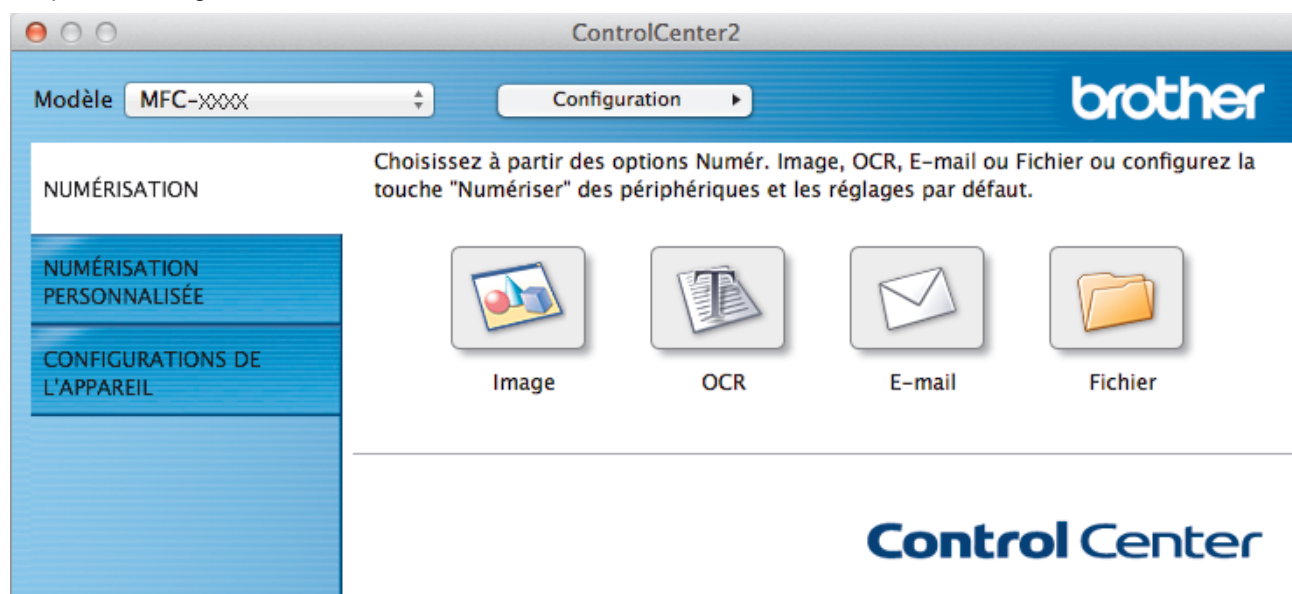 ControlCenter2
Modèle MFC-XXXX Configuration
brother
NUMÉRISATION
NUMÉRISATION
PERSONNALISÉE
CONFIGURATIONS DE
L'APPAREIL
Choisissez à partir des options Numér. Image, OCR, E-mail ou Fichier ou configurez la
touche "Numériser" des périphériques et les réglages par défaut.
Image OCR E-mail Fichier
Control Center